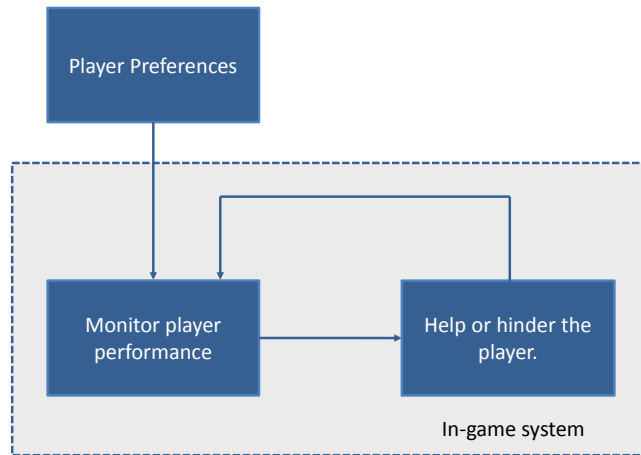 Player Preferences
Monitor player
performance
Help or hinder the
player.
In-game system